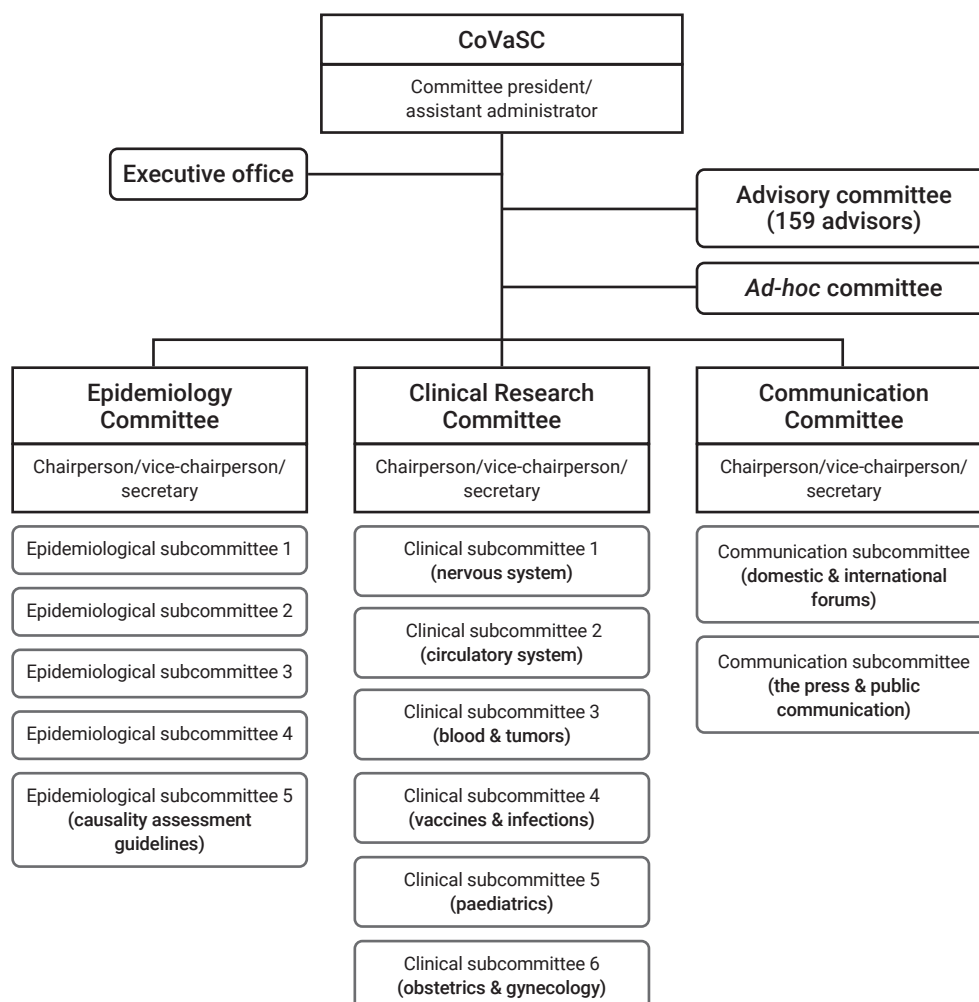 CoVaSC
Committee president/
assistant administrator
Executive office
Advisory committee
(159 advisors)
Ad-hoc committee
Epidemiology
Committee
Chairperson/vice-chairperson/
secretary
Epidemiological subcommittee 1
Epidemiological subcommittee 2
Epidemiological subcommittee 3
Epidemiological subcommittee 4
Epidemiological subcommittee 5
(causality assessment
guidelines)
Clinical Research
Committee
Chairperson/vice-chairperson/
secretary
Clinical subcommittee 1
(nervous system)
Clinical subcommittee 2
(circulatory system)
Clinical subcommittee 3
(blood & tumors)
Clinical subcommittee 4
(vaccines & infections)
Clinical subcommittee 5
(paediatrics)
Clinical subcommittee 6
(obstetrics & gynecology)
Communication
Committee
Chairperson/vice-chairperson/
secretary
Communication subcommittee
(domestic & international
forums)
Communication subcommittee
(the press & public
communication)